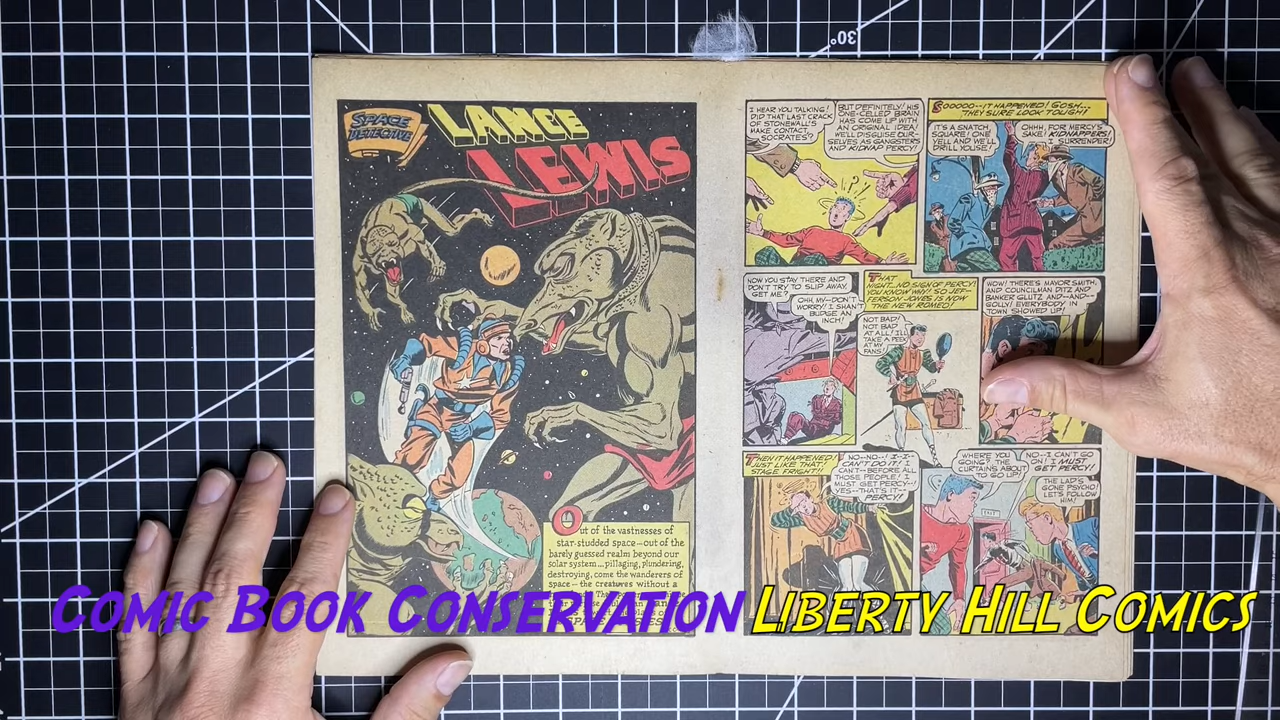 30°
SPACE
DETECTIVE
LANCE
LEWIS
Out of the vastnesses of
star-studded space—out of the
barely guessed realm beyond our
solar system... pillaging, plundering,
destroying, come the wanderers of
space—the creatures without a
I HEAR YOU TALKING!
DID THAT LAST CRACK
OF STONEWALL'S
MAKE CONTACT,
SOCRATES?
BUT DEFINITELY! HIS
ONE-CELLED BRAIN
HAS COME UP WITH
AN ORIGINAL IDEA!
WE'LL DISGUISE OUR-
SELVES AS GANGSTERS
AND KIDNAP PERCY!
!?!
SOOOOO--IT HAPPENED! GOSH...
THEY SURE LOOK TOUGH!
IT'S A SNATCH,
SQUARE! ONE
YELL AND WE'LL
DRILL YOUSE!
OHHH, FOR MERCY'S
SAKE! KIDNAPPERS!
I SURRENDER!
NOW YOU STAY THERE AND
DON'T TRY TO SLIP AWAY,
GET ME?
OHH, MY--DON'T
WORRY! I SHAN'T
BUDGE AN
INCH!
THAT
NIGHT... NO SIGN OF PERCY!
YOU KNOW WHY! SO JEF-
FERSON JONES IS NOW
THE NEW ROMEO!
NOT BAD!
NOT BAD
AT ALL! I'LL
TAKE A PEEK
AT MY
FANS!
WOW! THERE'S MAYOR SMITH,
AND COUNCILMAN DITZ AND
BANKER GLUTZ AND--AND--
GOLLY! EVERYBODY IN
TOWN SHOWED UP!
THEN IT HAPPENED!
JUST LIKE THAT!
STAGE FRIGHT!!
NO--NO! I--I--
CAN'T DO IT! I
CAN'T--BEFORE ALL
THOSE PEOPLE! I
MUST GET PERCY--
YES--THAT'S IT--
PERCY!!
WHERE YOU
GOING? THE
CURTAINS ABOUT
TO GO UP!
NO--I CAN'T GO
ON! I MUST
GET PERCY!
THE LAD'S
GONE PSYCHO!
LET'S FOLLOW
HIM!
EXIT
COMIC BOOK CONSERVATION LIBERTY HILL COMICS